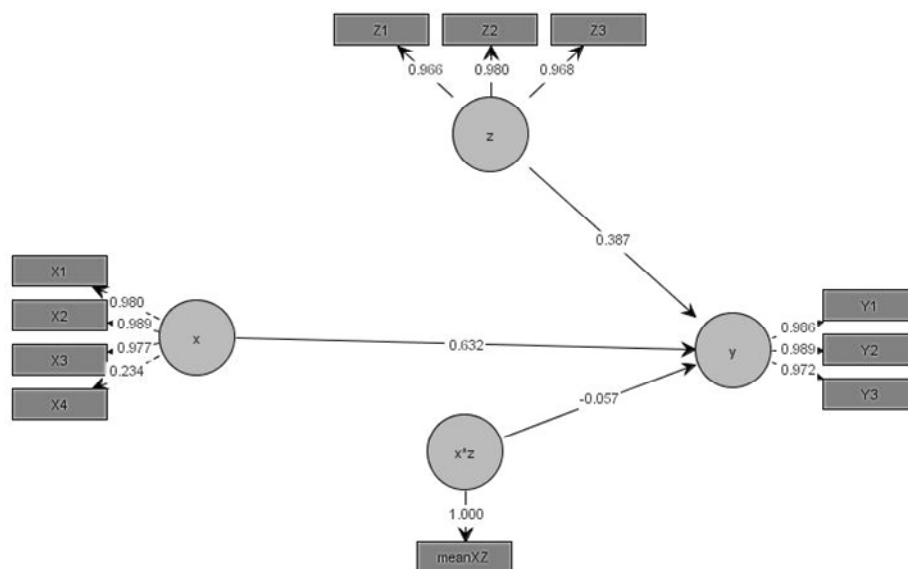 Z1 Z2 Z3
0.966 0.980 0.968
z
0.387
X1
0.980
X2
0.989
X3
0.977
0.234
X4
x
0.632
y
Y1
0.986
Y2
0.989
0.972
Y3
-0.057
x*z
1.000
meanXZ